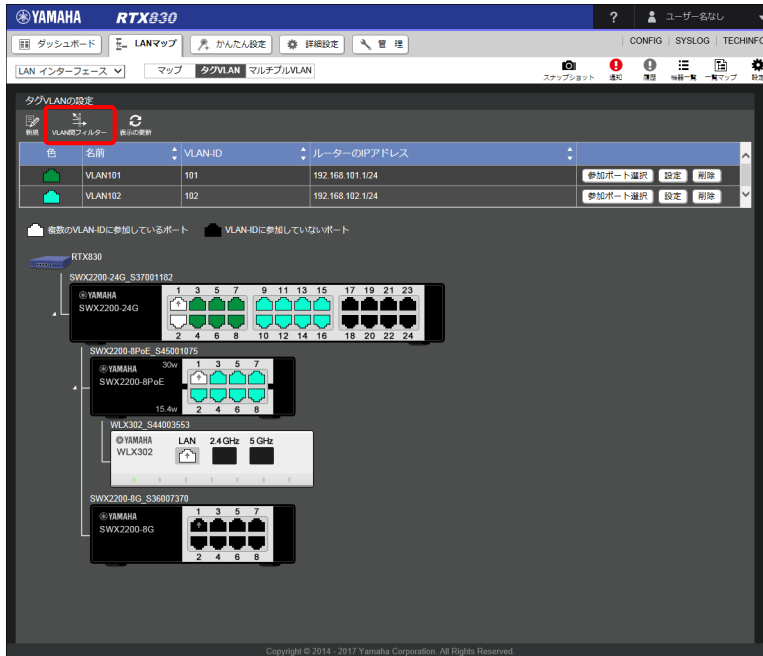 YAMAHA RTX830 ? ユーザー名なし
ダッシュボード LANマップ かんたん設定 詳細設定 管 理 CONFIG SYSLOG TECHINFO
LAN インターフェース マップ タグVLAN マルチプルVLAN スナップショット 通知 履歴 機器一覧 一覧マップ 設定
タグVLANの設定
新規 VLAN間フィルター 表示の更新
色 名前 VLAN-ID ルーターのIPアドレス
VLAN101 101 192.168.101.1/24 参加ポート選択 設定 削除
VLAN102 102 192.168.102.1/24 参加ポート選択 設定 削除
複数のVLAN-IDに参加しているポート VLAN-IDに参加していないポート
RTX830
SWX2200-24G_S37001182
YAMAHA
SWX2200-24G
1 3 5 7 9 11 13 15 17 19 21 23
2 4 6 8 10 12 14 16 18 20 22 24
SWX2200-8PoE_S45001075
YAMAHA 30w 1 3 5 7
SWX2200-8PoE
15.4w 2 4 6 8
WLX302_S44003553
YAMAHA LAN 2.4 GHz 5 GHz
WLX302
SWX2200-8G_S36007370
YAMAHA 1 3 5 7
SWX2200-8G
2 4 6 8
Copyright © 2014 - 2017 Yamaha Corporation. All Rights Reserved.